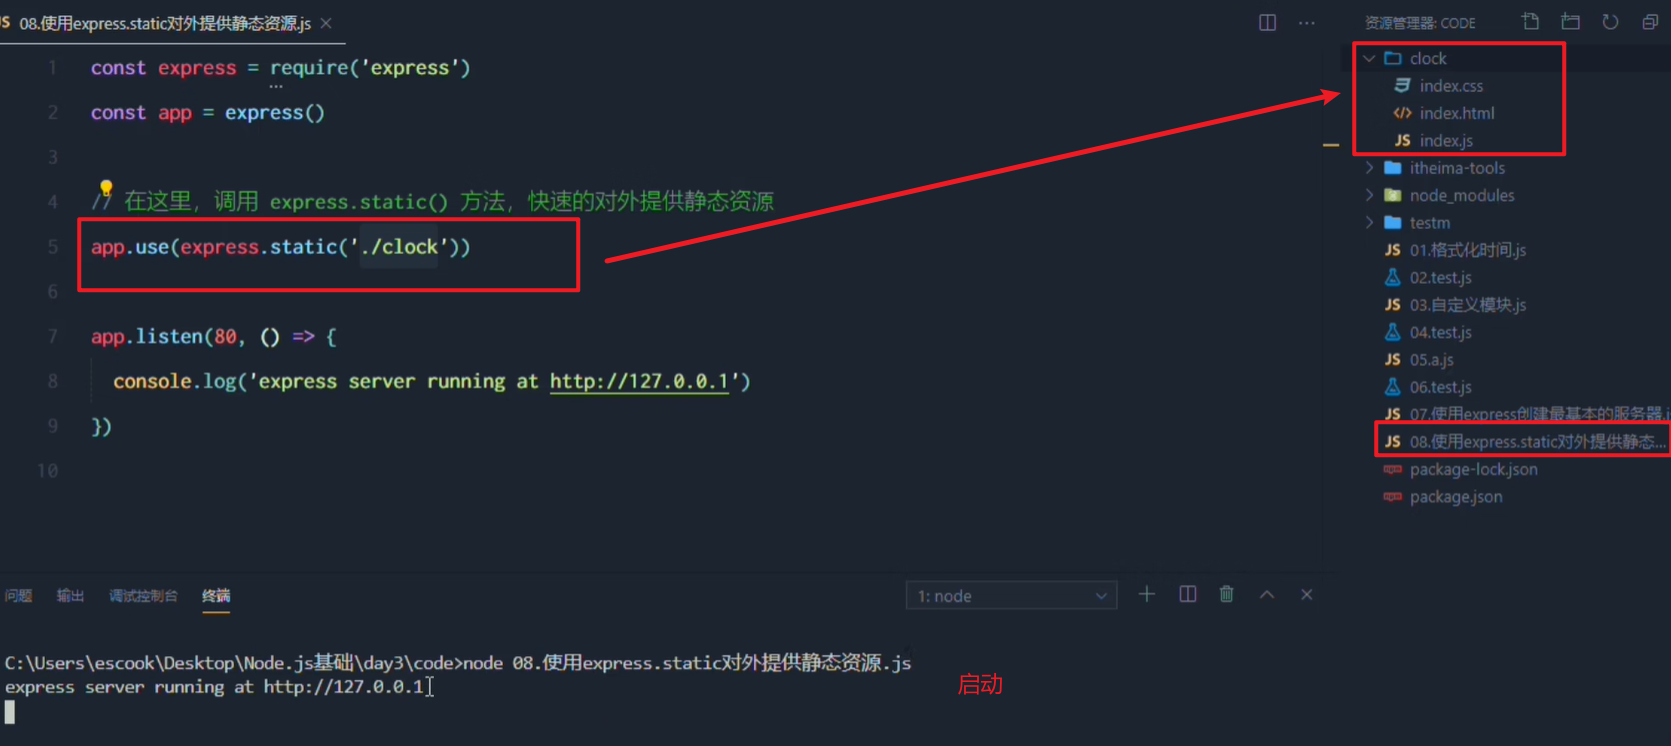 JS 08.使用express.static对外提供静态资源.js
1 const express = require('express')
2 const app = express()
3
4 // 在这里，调用 express.static() 方法，快速的对外提供静态资源
5 app.use(express.static('./clock'))
6
7 app.listen(80, () => {
8 console.log('express server running at http://127.0.0.1')
9 })
10
资源管理器: CODE
clock
index.css
index.html
JS index.js
itheima-tools
node_modules
testm
JS 01.格式化时间.js
02.test.js
JS 03.自定义模块.js
04.test.js
JS 05.a.js
06.test.js
JS 07.使用express创建最基本的服务器.j
JS 08.使用express.static对外提供静态...
package-lock.json
package.json
问题 输出 调试控制台 终端
1: node
C:\Users\escook\Desktop\Node.js基础\day3\code>node 08.使用express.static对外提供静态资源.js
express server running at http://127.0.0.1
启动